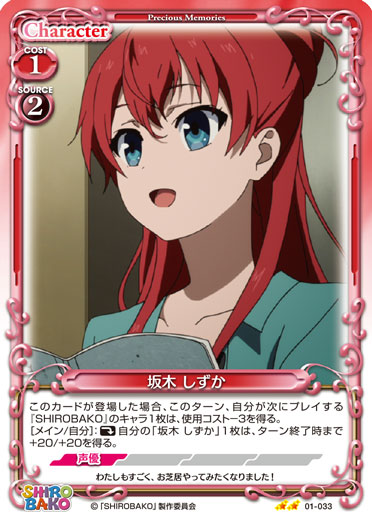 Precious Memories
Character
COST
1
SOURCE
2
坂木 しずか
このカードが登場した場合、このターン、自分が次にプレイする
「SHIROBAKO」のキャラ1枚は、使用コスト-3を得る。
[メイン/自分]:自分の「坂木 しずか」1枚は、ターン終了時まで
+20/+20を得る。
声優
わたしもすごく、お芝居やってみたくなりました!
SHIRO
BAKO
©「SHIROBAKO」製作委員会
01-033